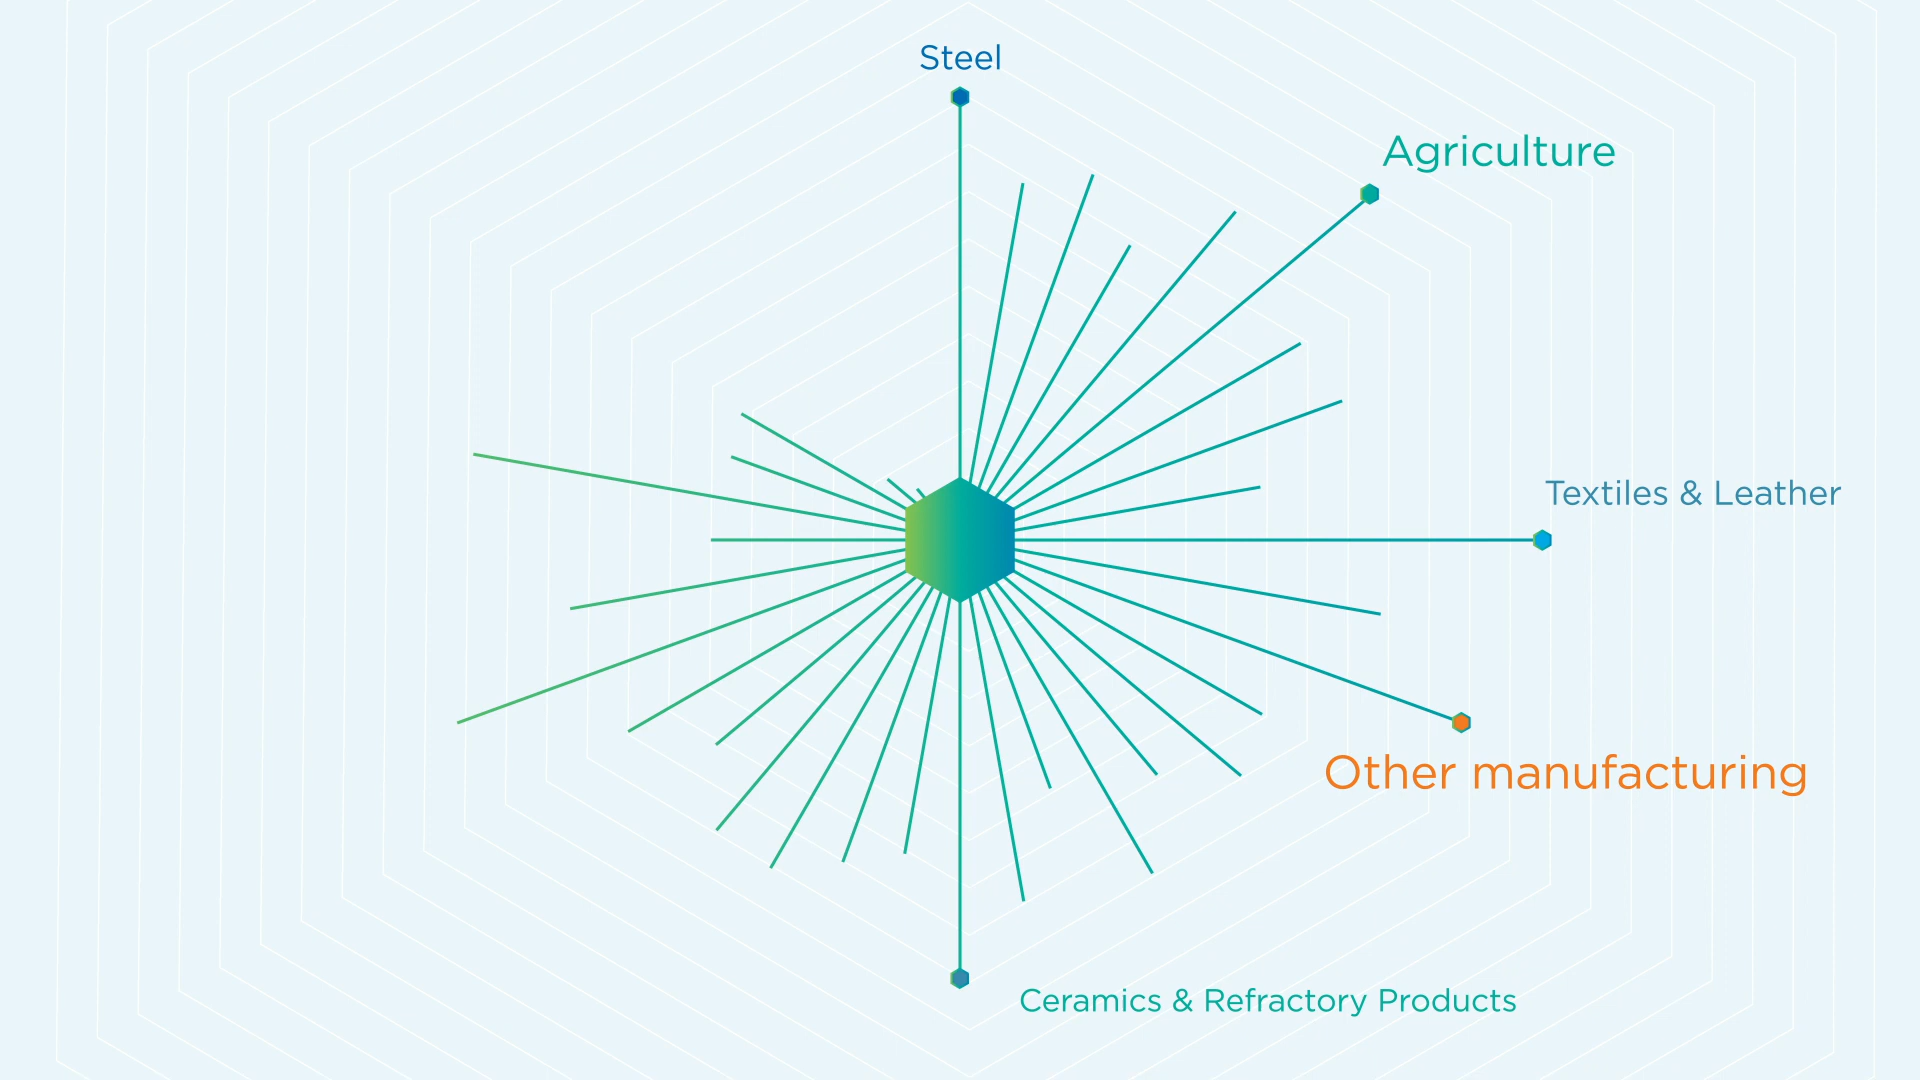 Steel
Agriculture
Textiles & Leather
Other manufacturing
Ceramics & Refractory Products